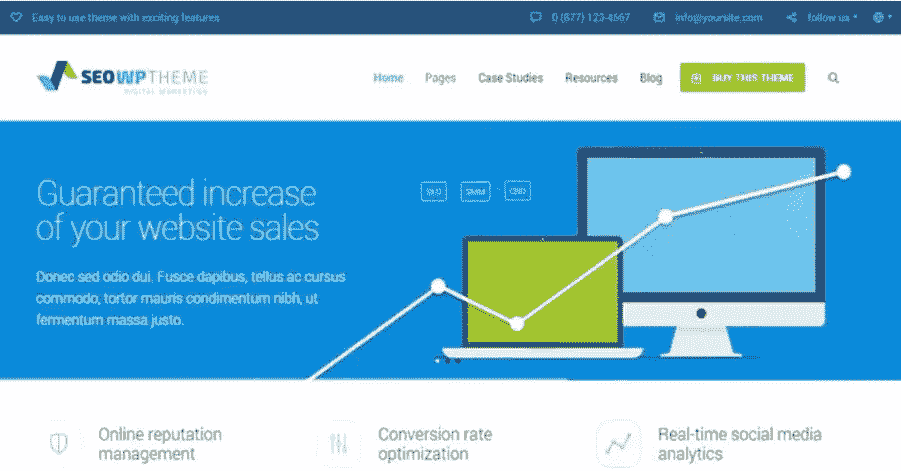 Easy to use theme with exciting features
0 (877) 123-4567
info@yoursite.com
follow us
SEOWPTHEME
DIGITAL MARKETING
Home
Pages
Case Studies
Resources
Blog
BUY THIS THEME
Guaranteed increase
of your website sales
SEO
SMM
Donec sed odio dui. Fusce dapibus, tellus ac cursus
commodo, tortor mauris condimentum nibh, ut
fermentum massa justo.
Online reputation
management
Conversion rate
optimization
Real-time social media
analytics